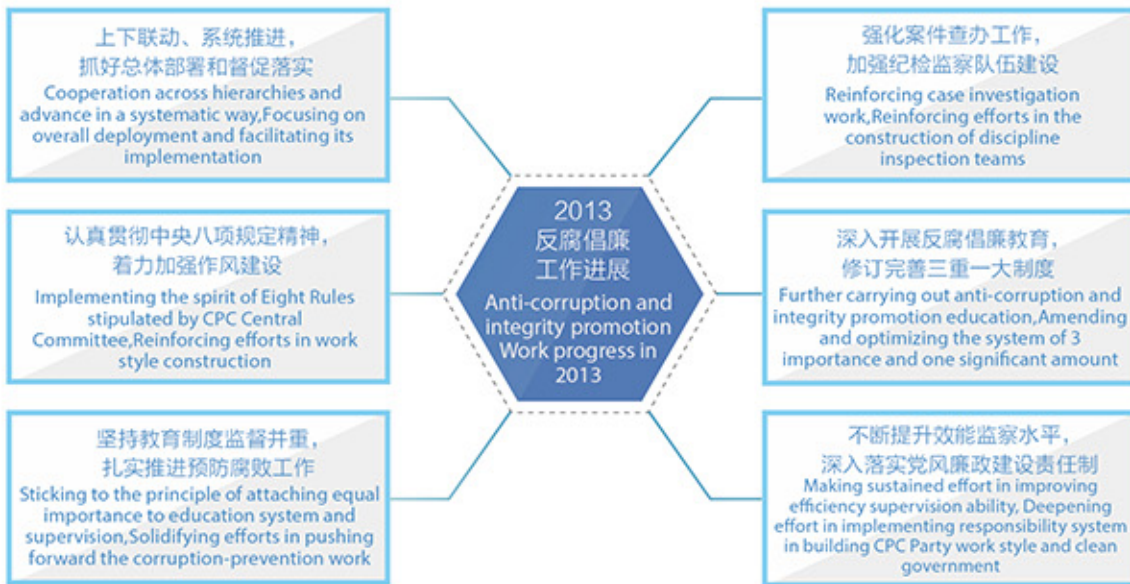 上下联动、系统推进，
抓好总体部署和督促落实
Cooperation across hierarchies and
advance in a systematic way,Focusing on
overall deployment and facilitating its
implementation
认真贯彻中央八项规定精神，
着力加强作风建设
Implementing the spirit of Eight Rules
stipulated by CPC Central
Committee,Reinforcing efforts in work
style construction
坚持教育制度监督并重，
扎实推进预防腐败工作
Sticking to the principle of attaching equal
importance to education system and
supervision,Solidifying efforts in pushing
forward the corruption-prevention work
2013
反腐倡廉
工作进展
Anti-corruption and
integrity promotion
Work progress in
2013
强化案件查办工作，
加强纪检监察队伍建设
Reinforcing case investigation
work,Reinforcing efforts in the
construction of discipline
inspection teams
深入开展反腐倡廉教育，
修订完善三重一大制度
Further carrying out anti-corruption and
integrity promotion education,Amending
and optimizing the system of 3
importance and one significant amount
不断提升效能监察水平，
深入落实党风廉政建设责任制
Making sustained effort in improving
efficiency supervision ability, Deepening
effort in implementing responsibility system
in building CPC Party work style and clean
government